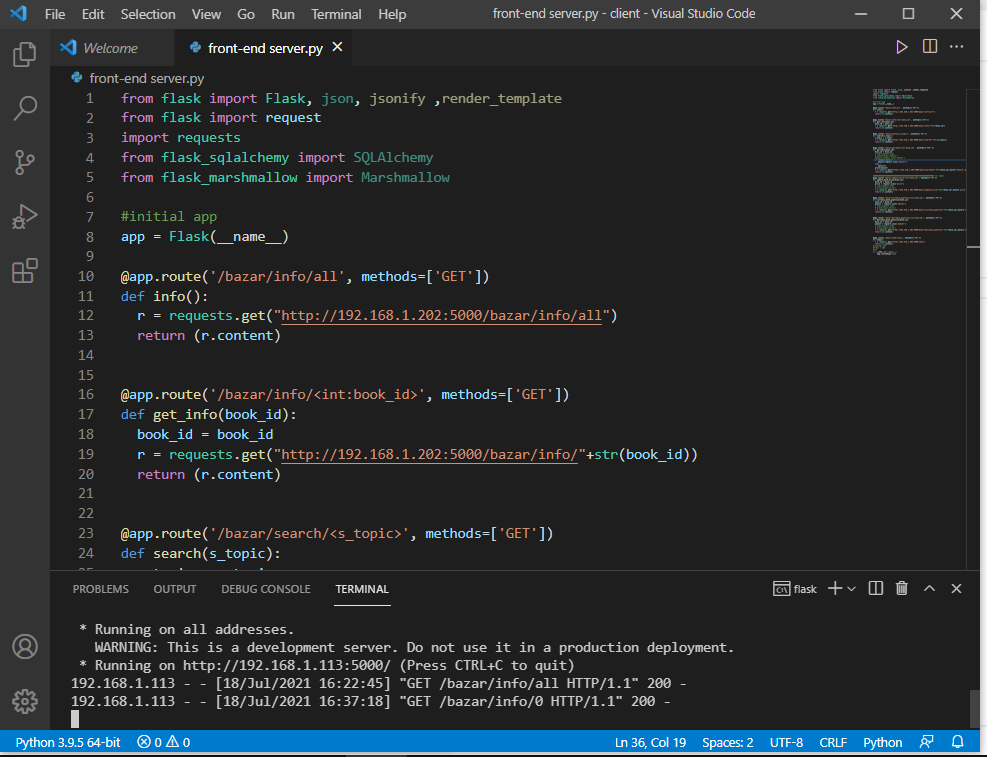 File Edit Selection View Go Run Terminal Help front-end server.py - client - Visual Studio Code
Welcome front-end server.py
front-end server.py
1 from flask import Flask, json, jsonify ,render_template
2 from flask import request
3 import requests
4 from flask_sqlalchemy import SQLAlchemy
5 from flask_marshmallow import Marshmallow
6
7 #initial app
8 app = Flask(__name__)
9
10 @app.route('/bazar/info/all', methods=['GET'])
11 def info():
12 r = requests.get("http://192.168.1.202:5000/bazar/info/all")
13 return (r.content)
14
15
16 @app.route('/bazar/info/<int:book_id>', methods=['GET'])
17 def get_info(book_id):
18 book_id = book_id
19 r = requests.get("http://192.168.1.202:5000/bazar/info/"+str(book_id))
20 return (r.content)
21
22
23 @app.route('/bazar/search/<s_topic>', methods=['GET'])
24 def search(s_topic):
PROBLEMS OUTPUT DEBUG CONSOLE TERMINAL flask
* Running on all addresses.
WARNING: This is a development server. Do not use it in a production deployment.
* Running on http://192.168.1.113:5000/ (Press CTRL+C to quit)
192.168.1.113 - - [18/Jul/2021 16:22:45] "GET /bazar/info/all HTTP/1.1" 200 -
192.168.1.113 - - [18/Jul/2021 16:37:18] "GET /bazar/info/0 HTTP/1.1" 200 -
Python 3.9.5 64-bit 0 0 Ln 36, Col 19 Spaces: 2 UTF-8 CRLF Python